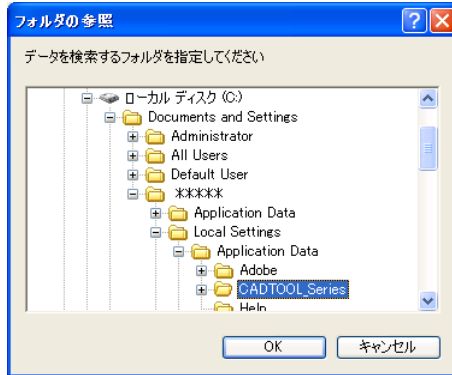 フォルダの参照
データを検索するフォルダを指定してください
ローカル ディスク (C:)
Documents and Settings
Administrator
All Users
Default User
*****
Application Data
Local Settings
Application Data
Adobe
CADTOOL_Series
Help
OK
キャンセル